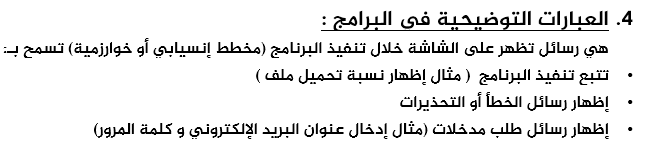 4. العبارات التوضيحية في البرامج :
هي رسائل تظهر على الشاشة خلال تنفيذ البرنامج (مخطط إنسيابي أو خوارزمية) تسمح بـ:
• تتبع تنفيذ البرنامج ( مثال إظهار نسبة تحميل ملف )
• إظهار رسائل الخطأ أو التحذيرات
• إظهار رسائل طلب مدخلات (مثال إدخال عنوان البريد الإلكتروني و كلمة المرور)